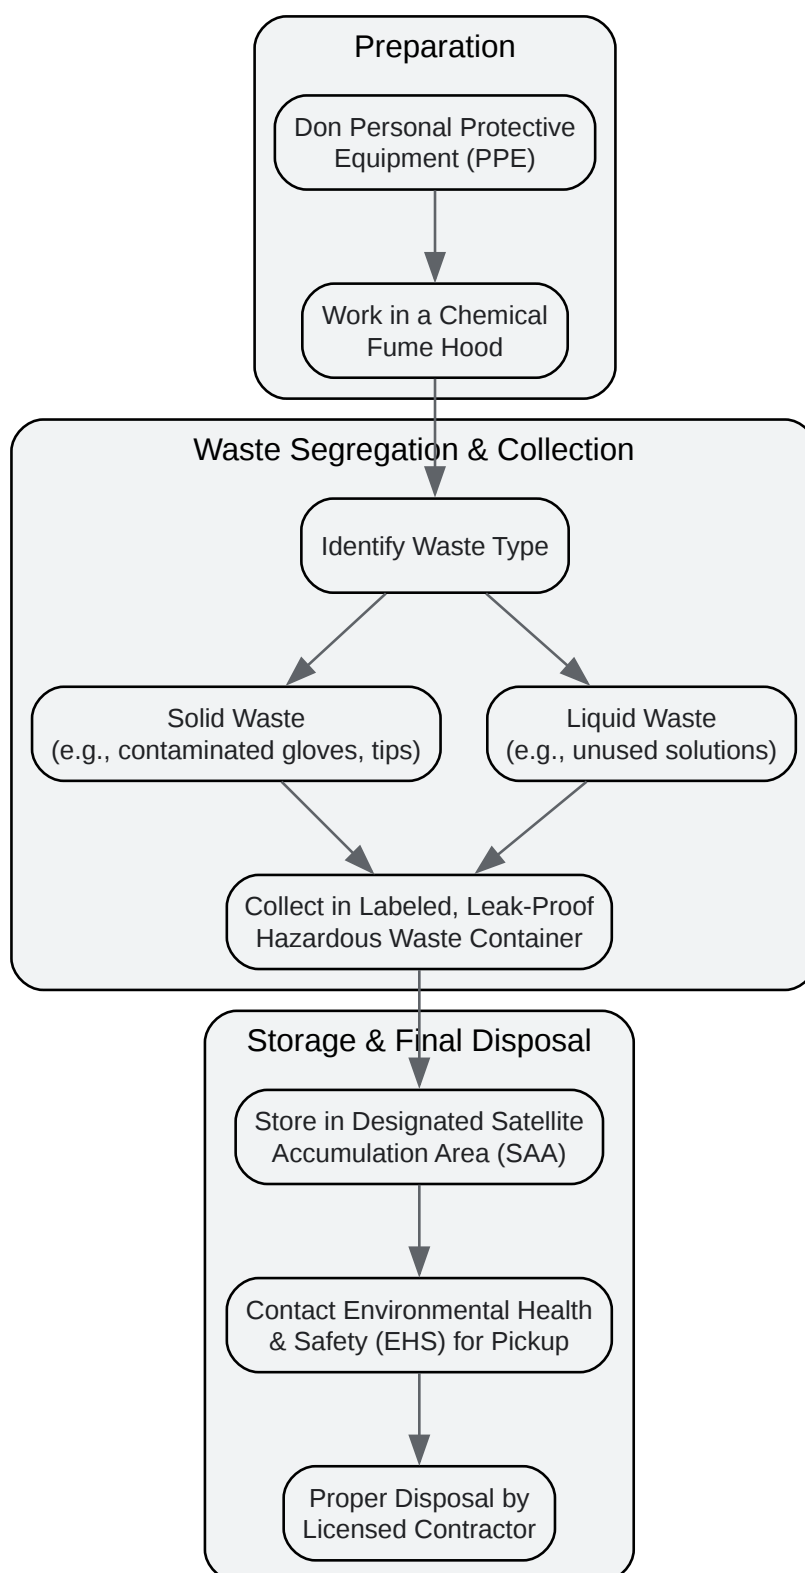 Preparation
Don Personal Protective
Equipment (PPE)
Work in a Chemical
Fume Hood
Waste Segregation & Collection
Identify Waste Type
Solid Waste
(e.g., contaminated gloves, tips)
Liquid Waste
(e.g., unused solutions)
Collect in Labeled, Leak-Proof
Hazardous Waste Container
Storage & Final Disposal
Store in Designated Satellite
Accumulation Area (SAA)
Contact Environmental Health
& Safety (EHS) for Pickup
Proper Disposal by
Licensed Contractor